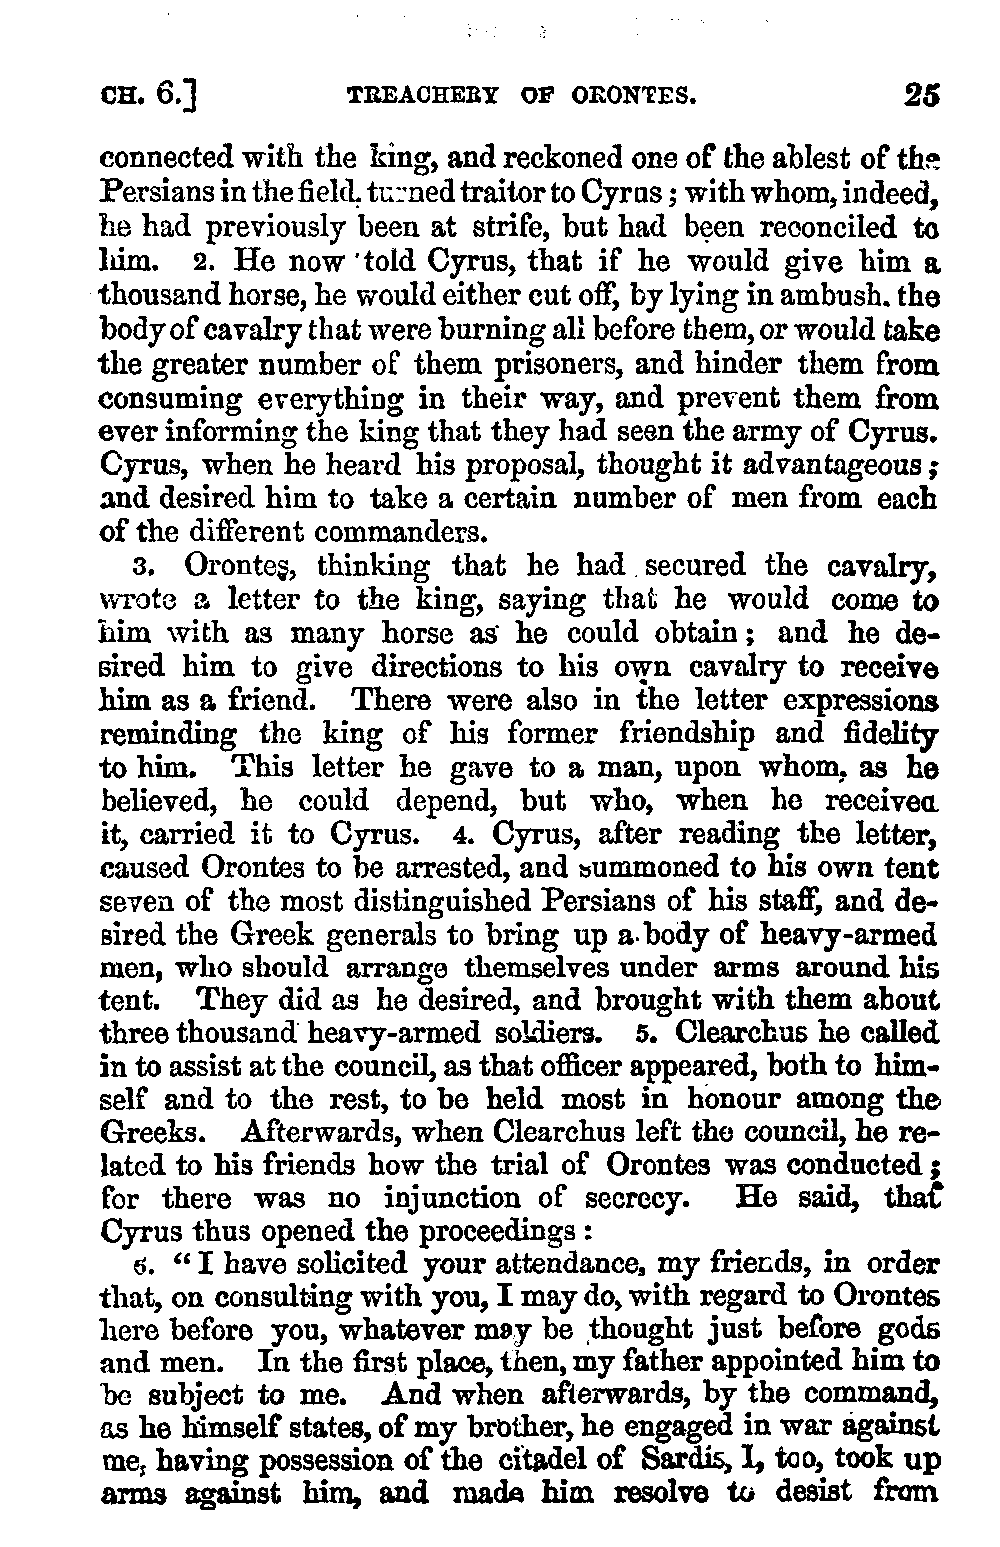 CH. 6.] TREACHERY OF ORONTES. 25
connected with the king, and reckoned one of the ablest of the
Persians in the field, turned traitor to Cyrus; with whom, indeed,
he had previously been at strife, but had been reconciled to
him. 2. He now told Cyrus, that if he would give him a
thousand horse, he would either cut off, by lying in ambush, the
body of cavalry that were burning all before them, or would take
the greater number of them prisoners, and hinder them from
consuming everything in their way, and prevent them from
ever informing the king that they had seen the army of Cyrus.
Cyrus, when he heard his proposal, thought it advantageous;
and desired him to take a certain number of men from each
of the different commanders.
3. Orontes, thinking that he had secured the cavalry,
wrote a letter to the king, saying that he would come to
him with as many horse as he could obtain; and he de-
sired him to give directions to his own cavalry to receive
him as a friend. There were also in the letter expressions
reminding the king of his former friendship and fidelity
to him. This letter he gave to a man, upon whom, as he
believed, he could depend, but who, when he received
it, carried it to Cyrus. 4. Cyrus, after reading the letter,
caused Orontes to be arrested, and summoned to his own tent
seven of the most distinguished Persians of his staff, and de-
sired the Greek generals to bring up a body of heavy-armed
men, who should arrange themselves under arms around his
tent. They did as he desired, and brought with them about
three thousand heavy-armed soldiers. 5. Clearchus he called
in to assist at the council, as that officer appeared, both to him-
self and to the rest, to be held most in honour among the
Greeks. Afterwards, when Clearchus left the council, he re-
lated to his friends how the trial of Orontes was conducted;
for there was no injunction of secrecy. He said, that
Cyrus thus opened the proceedings:
6. "I have solicited your attendance, my friends, in order
that, on consulting with you, I may do, with regard to Orontes
here before you, whatever may be thought just before gods
and men. In the first place, then, my father appointed him to
be subject to me. And when afterwards, by the command,
as he himself states, of my brother, he engaged in war against
me, having possession of the citadel of Sardis, I, too, took up
arms against him, and made him resolve to desist from